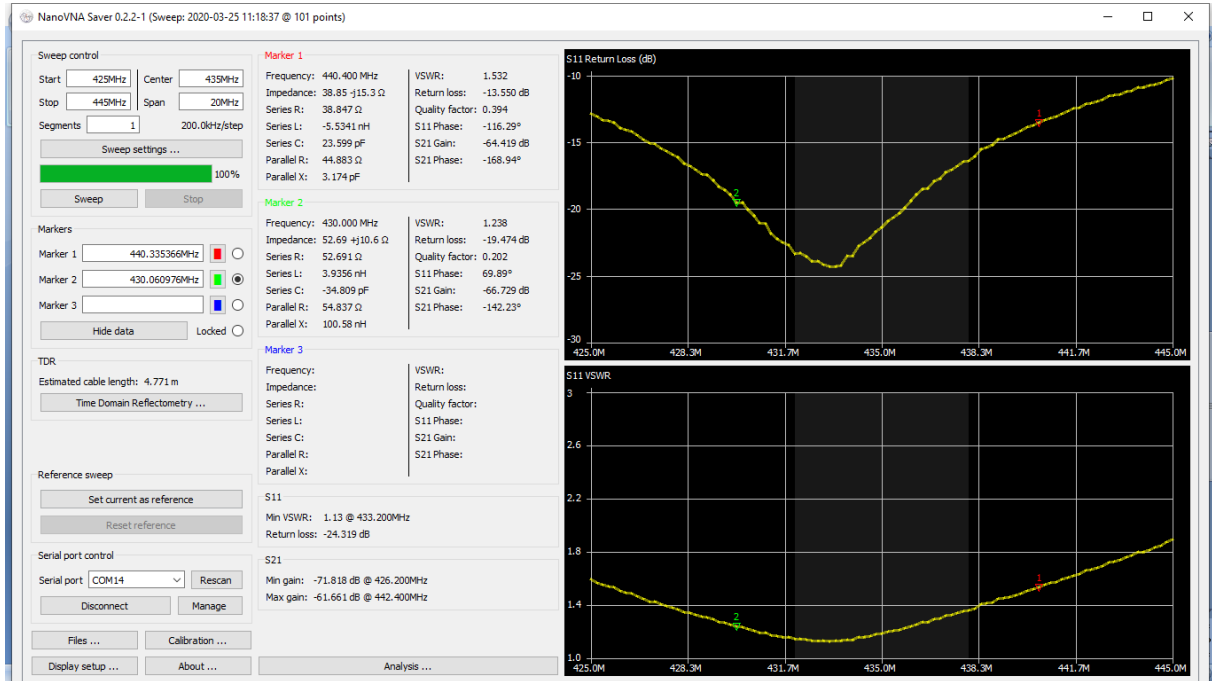 NanoVNA Saver 0.2.2-1 (Sweep: 2020-03-25 11:18:37 @ 101 points)
Sweep control
Start 425MHz Center 435MHz
Stop 445MHz Span 20MHz
Segments 1 200.0kHz/step
Sweep settings ...
100%
Sweep Stop
Markers
Marker 1 440.335366MHz
Marker 2 430.060976MHz
Marker 3
Hide data Locked
TDR
Estimated cable length: 4.771 m
Time Domain Reflectometry ...
Reference sweep
Set current as reference
Reset reference
Serial port control
Serial port COM14 Rescan
Disconnect Manage
Files ... Calibration ...
Display setup ... About ...
Marker 1
Frequency: 440.400 MHz VSWR: 1.532
Impedance: 38.85 -j15.3 Ω Return loss: -13.550 dB
Series R: 38.847 Ω Quality factor: 0.394
Series L: -5.5341 nH S11 Phase: -116.29°
Series C: 23.599 pF S21 Gain: -64.419 dB
Parallel R: 44.883 Ω S21 Phase: -168.94°
Parallel X: 3.174 pF
Marker 2
Frequency: 430.000 MHz VSWR: 1.238
Impedance: 52.69 +j10.6 Ω Return loss: -19.474 dB
Series R: 52.691 Ω Quality factor: 0.202
Series L: 3.9356 nH S11 Phase: 69.89°
Series C: -34.809 pF S21 Gain: -66.729 dB
Parallel R: 54.837 Ω S21 Phase: -142.23°
Parallel X: 100.58 nH
Marker 3
Frequency: VSWR:
Impedance: Return loss:
Series R: Quality factor:
Series L: S11 Phase:
Series C: S21 Gain:
Parallel R: S21 Phase:
Parallel X:
S11
Min VSWR: 1.13 @ 433.200MHz
Return loss: -24.319 dB
S21
Min gain: -71.818 dB @ 426.200MHz
Max gain: -61.661 dB @ 442.400MHz
Analysis ...
S11 Return Loss (dB)
-10
1
-15
2
-20
-25
-30
425.0M 428.3M 431.7M 435.0M 438.3M 441.7M 445.0M
S11 VSWR
3
2.6
2.2
1.8
1
1.4
2
1.0
425.0M 428.3M 431.7M 435.0M 438.3M 441.7M 445.0M